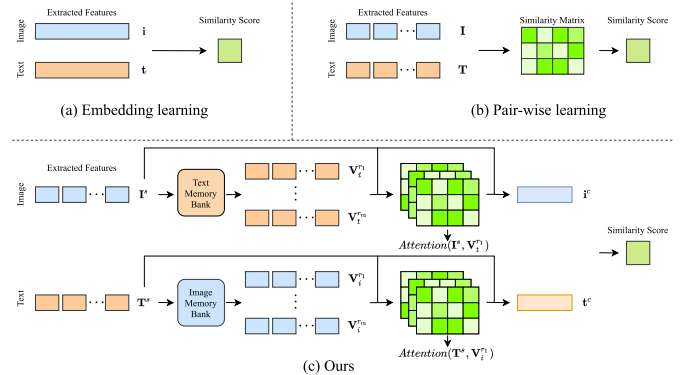 Extracted Features
Similarity Score
Image
i
Text
t
(a) Embedding learning
Extracted Features
Similarity Matrix
Similarity Score
Image
I
· · ·
Text
T
· · ·
(b) Pair-wise learning
Extracted Features
Image
· · ·
I^s
Text
Memory
Bank
· · ·
V_t^{r_1}
⋮
· · ·
V_t^{r_m}
Attention(I^s, V_t^{r_1})
i^c
Similarity Score
Text
· · ·
T^s
Image
Memory
Bank
· · ·
V_i^{r_1}
⋮
· · ·
V_i^{r_m}
Attention(T^s, V_i^{r_1})
t^c
(c) Ours